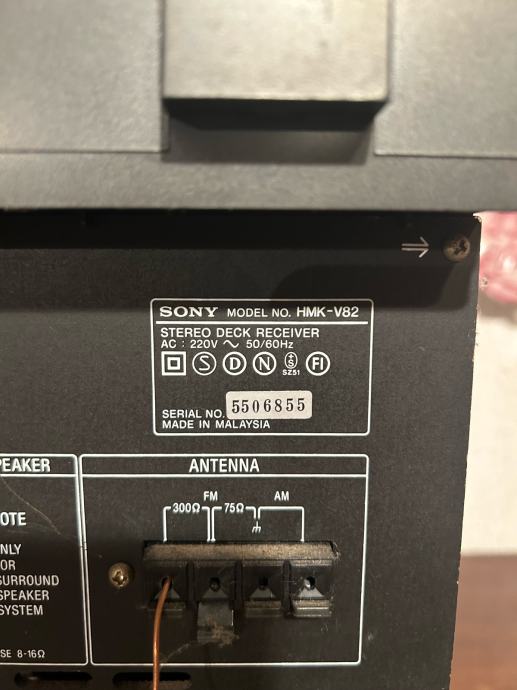 ⇒
SONY MODEL NO. HMK-V82
STEREO DECK RECEIVER
AC : 220V ~ 50/60Hz
S D N S SZ51 FI
SERIAL NO. 5506855
MADE IN MALAYSIA
ANTENNA
FM AM
300Ω 75Ω
PEAKER
OTE
NLY
OR
SURROUND
SPEAKER
SYSTEM
SE 8-16Ω